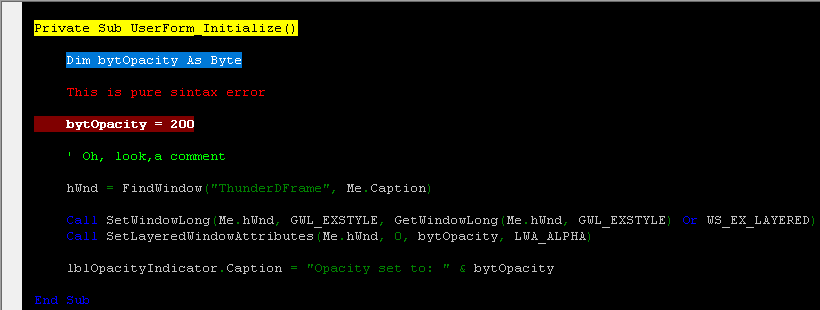 Private Sub UserForm_Initialize()
Dim bytOpacity As Byte
This is pure sintax error
bytOpacity = 200
' Oh, look,a comment
hWnd = FindWindow("ThunderDFrame", Me.Caption)
Call SetWindowLong(Me.hWnd, GWL_EXSTYLE, GetWindowLong(Me.hWnd, GWL_EXSTYLE) Or WS_EX_LAYERED)
Call SetLayeredWindowAttributes(Me.hWnd, 0, bytOpacity, LWA_ALPHA)
lblOpacityIndicator.Caption = "Opacity set to: " & bytOpacity
End Sub